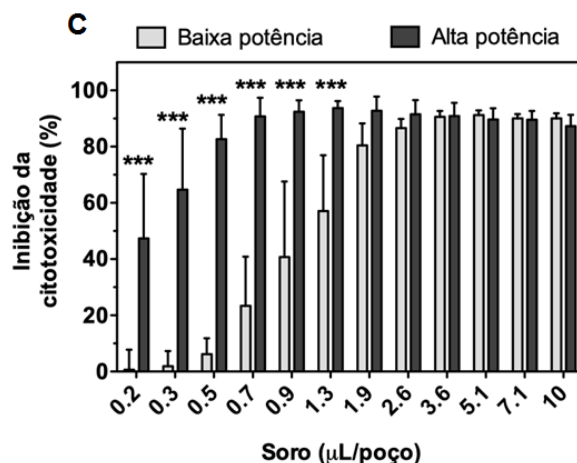 C
Baixa potência
Alta potência
Inibição da
citotoxicidade (%)
100
80
60
40
20
0
*** *** *** *** *** ***
0.2 0.3 0.5 0.7 0.9 1.3 1.9 2.6 3.6 5.1 7.1 10
Soro (µL/poço)